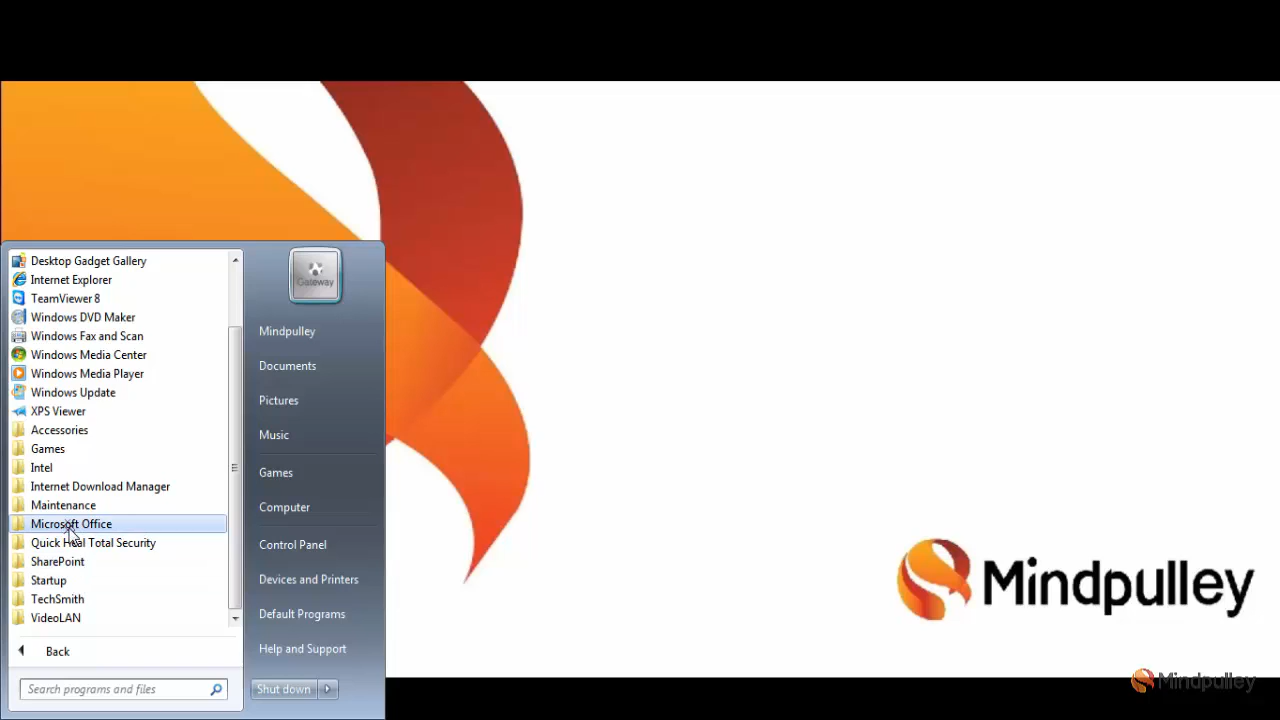 Desktop Gadget Gallery
Internet Explorer
TeamViewer 8
Windows DVD Maker
Windows Fax and Scan
Windows Media Center
Windows Media Player
Windows Update
XPS Viewer
Accessories
Games
Intel
Internet Download Manager
Maintenance
Microsoft Office
Quick Heal Total Security
SharePoint
Startup
TechSmith
VideoLAN
Back
Search programs and files
Gateway
Mindpulley
Documents
Pictures
Music
Games
Computer
Control Panel
Devices and Printers
Default Programs
Help and Support
Shut down
Mindpulley
Mindpulley